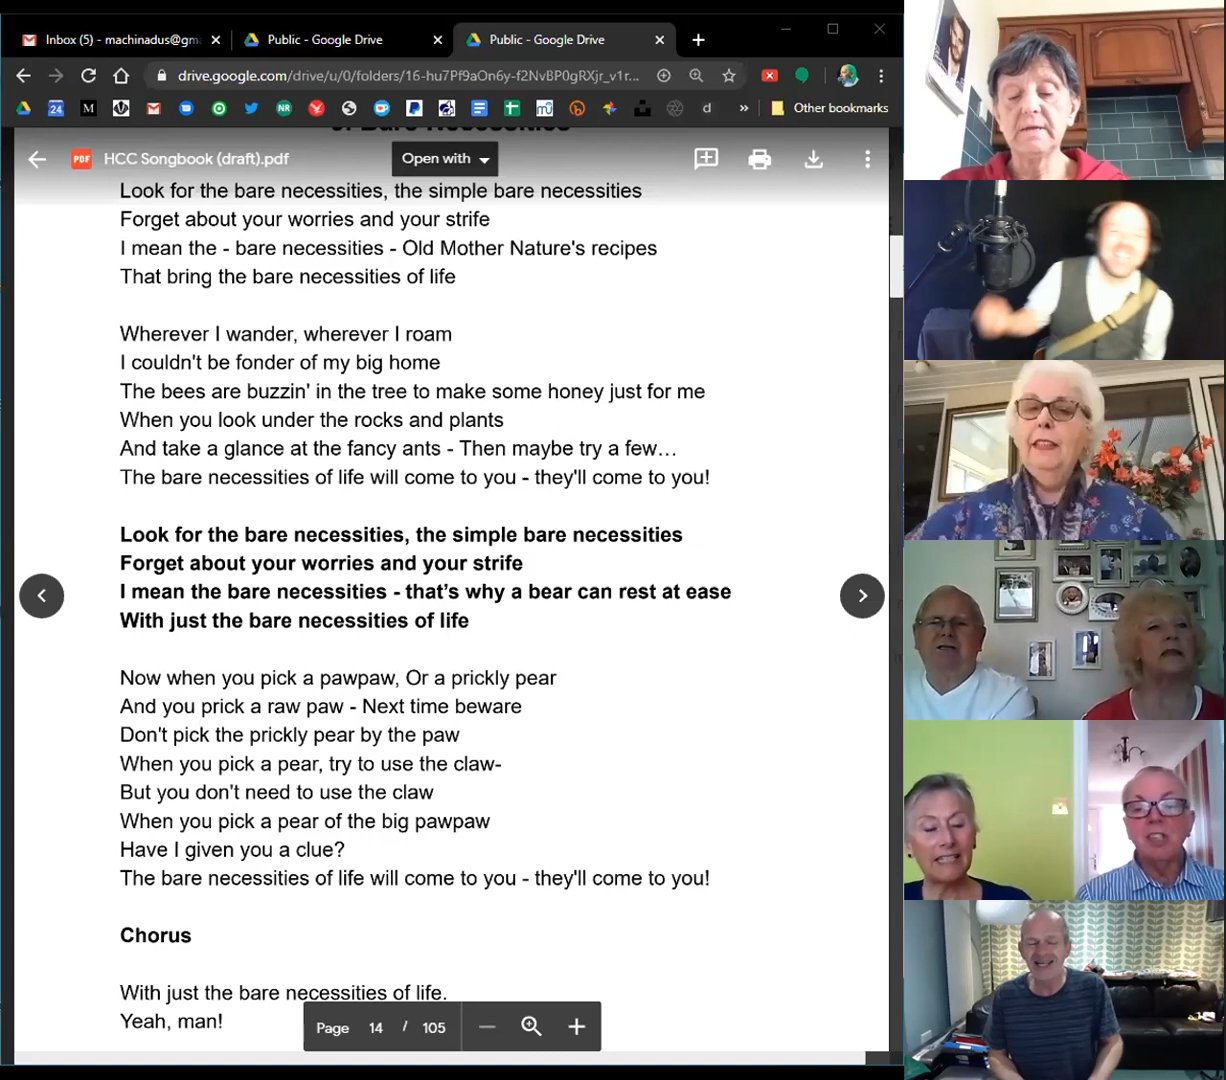 Inbox (5) - machinadus@gm
Public - Google Drive
Public - Google Drive
drive.google.com/drive/u/0/folders/16-hu7Pf9aOn6y-f2NvBP0gRXjr_v1r...
Other bookmarks
Bare Necessities
PDF HCC Songbook (draft).pdf
Open with
Look for the bare necessities, the simple bare necessities
Forget about your worries and your strife
I mean the - bare necessities - Old Mother Nature's recipes
That bring the bare necessities of life
Wherever I wander, wherever I roam
I couldn't be fonder of my big home
The bees are buzzin' in the tree to make some honey just for me
When you look under the rocks and plants
And take a glance at the fancy ants - Then maybe try a few…
The bare necessities of life will come to you - they'll come to you!
Look for the bare necessities, the simple bare necessities
Forget about your worries and your strife
I mean the bare necessities - that’s why a bear can rest at ease
With just the bare necessities of life
Now when you pick a pawpaw, Or a prickly pear
And you prick a raw paw - Next time beware
Don't pick the prickly pear by the paw
When you pick a pear, try to use the claw-
But you don't need to use the claw
When you pick a pear of the big pawpaw
Have I given you a clue?
The bare necessities of life will come to you - they'll come to you!
Chorus
With just the bare necessities of life.
Yeah, man!
Page 14 / 105